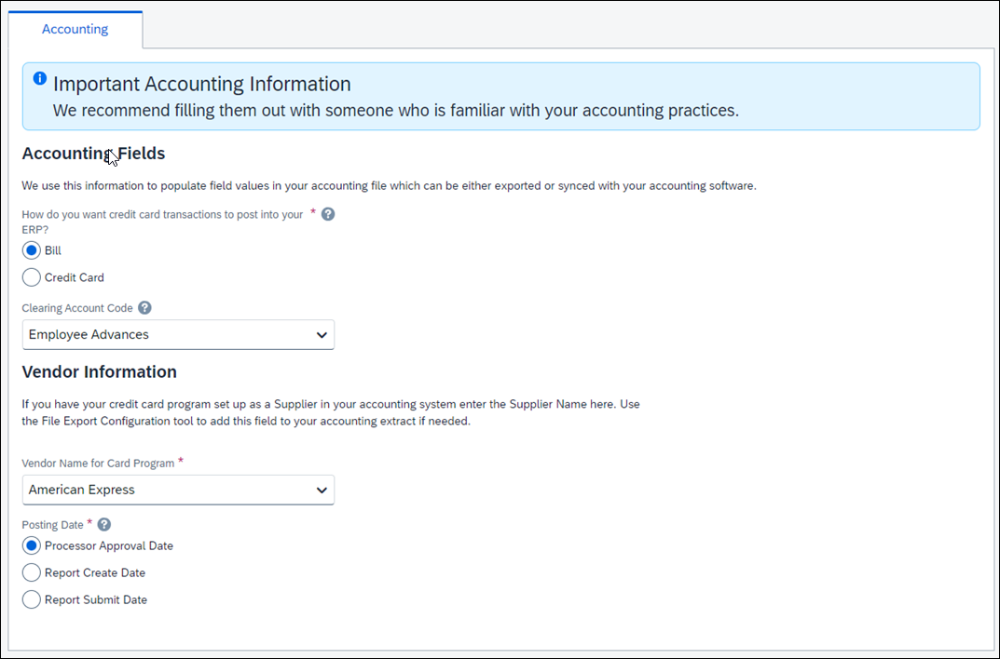 Accounting
Important Accounting Information
We recommend filling them out with someone who is familiar with your accounting practices.
Accounting Fields
We use this information to populate field values in your accounting file which can be either exported or synced with your accounting software.
How do you want credit card transactions to post into your * ?
ERP?
Bill
Credit Card
Clearing Account Code ?
Employee Advances
Vendor Information
If you have your credit card program set up as a Supplier in your accounting system enter the Supplier Name here. Use
the File Export Configuration tool to add this field to your accounting extract if needed.
Vendor Name for Card Program *
American Express
Posting Date * ?
Processor Approval Date
Report Create Date
Report Submit Date